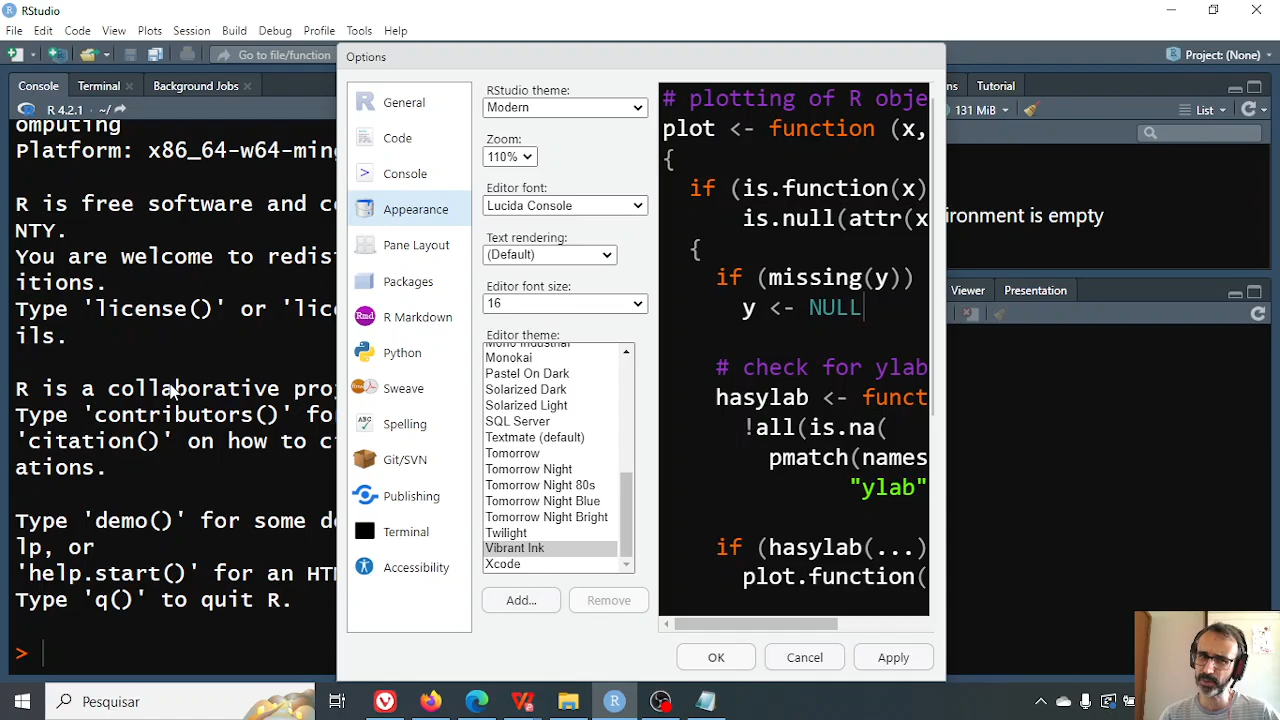 RStudio
File Edit Code View Plots Session Build Debug Profile Tools Help
Go to file/function
Project: (None)
Console Terminal Background Jobs
R 4.2.1 · ~/
omputing
Platform: x86_64-w64-ming
R is free software and co
NTY.
You are welcome to redist
itions.
Type 'license()' or 'lice
ils.
R is a collaborative proj
Type 'contributors()' fo
'citation()' on how to ci
ations.
Type 'demo()' for some de
lp, or
'help.start()' for an HTM
Type 'q()' to quit R.
>
Options
General
Code
Console
Appearance
Pane Layout
Packages
Rmd R Markdown
Python
Sweave
ABC Spelling
Git/SVN
Publishing
Terminal
Accessibility
RStudio theme:
Modern
Zoom:
110%
Editor font:
Lucida Console
Text rendering:
(Default)
Editor font size:
16
Editor theme:
Mono Industrial
Monokai
Pastel On Dark
Solarized Dark
Solarized Light
SQL Server
Textmate (default)
Tomorrow
Tomorrow Night
Tomorrow Night 80s
Tomorrow Night Blue
Tomorrow Night Bright
Twilight
Vibrant Ink
Xcode
Add... Remove
# plotting of R obje
plot <- function (x,
{
if (is.function(x)
is.null(attr(x
{
if (missing(y))
y <- NULL
# check for ylab
hasylab <- funct
!all(is.na(
pmatch(names
"ylab"
if (hasylab(...)
plot.function(
OK Cancel Apply
ns Tutorial
131 MiB List
ironment is empty
Viewer Presentation
Pesquisar